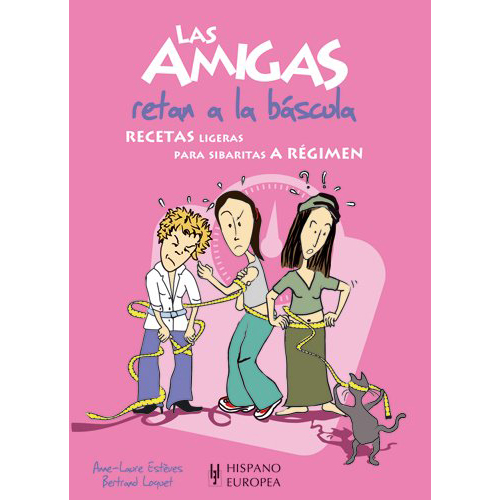 LAS
AMIGAS
retan a la báscula
RECETAS LIGERAS
PARA SIBARITAS A RÉGIMEN
Anne-Laure Estèves
Bertrand Loquet
HISPANO
EUROPEA